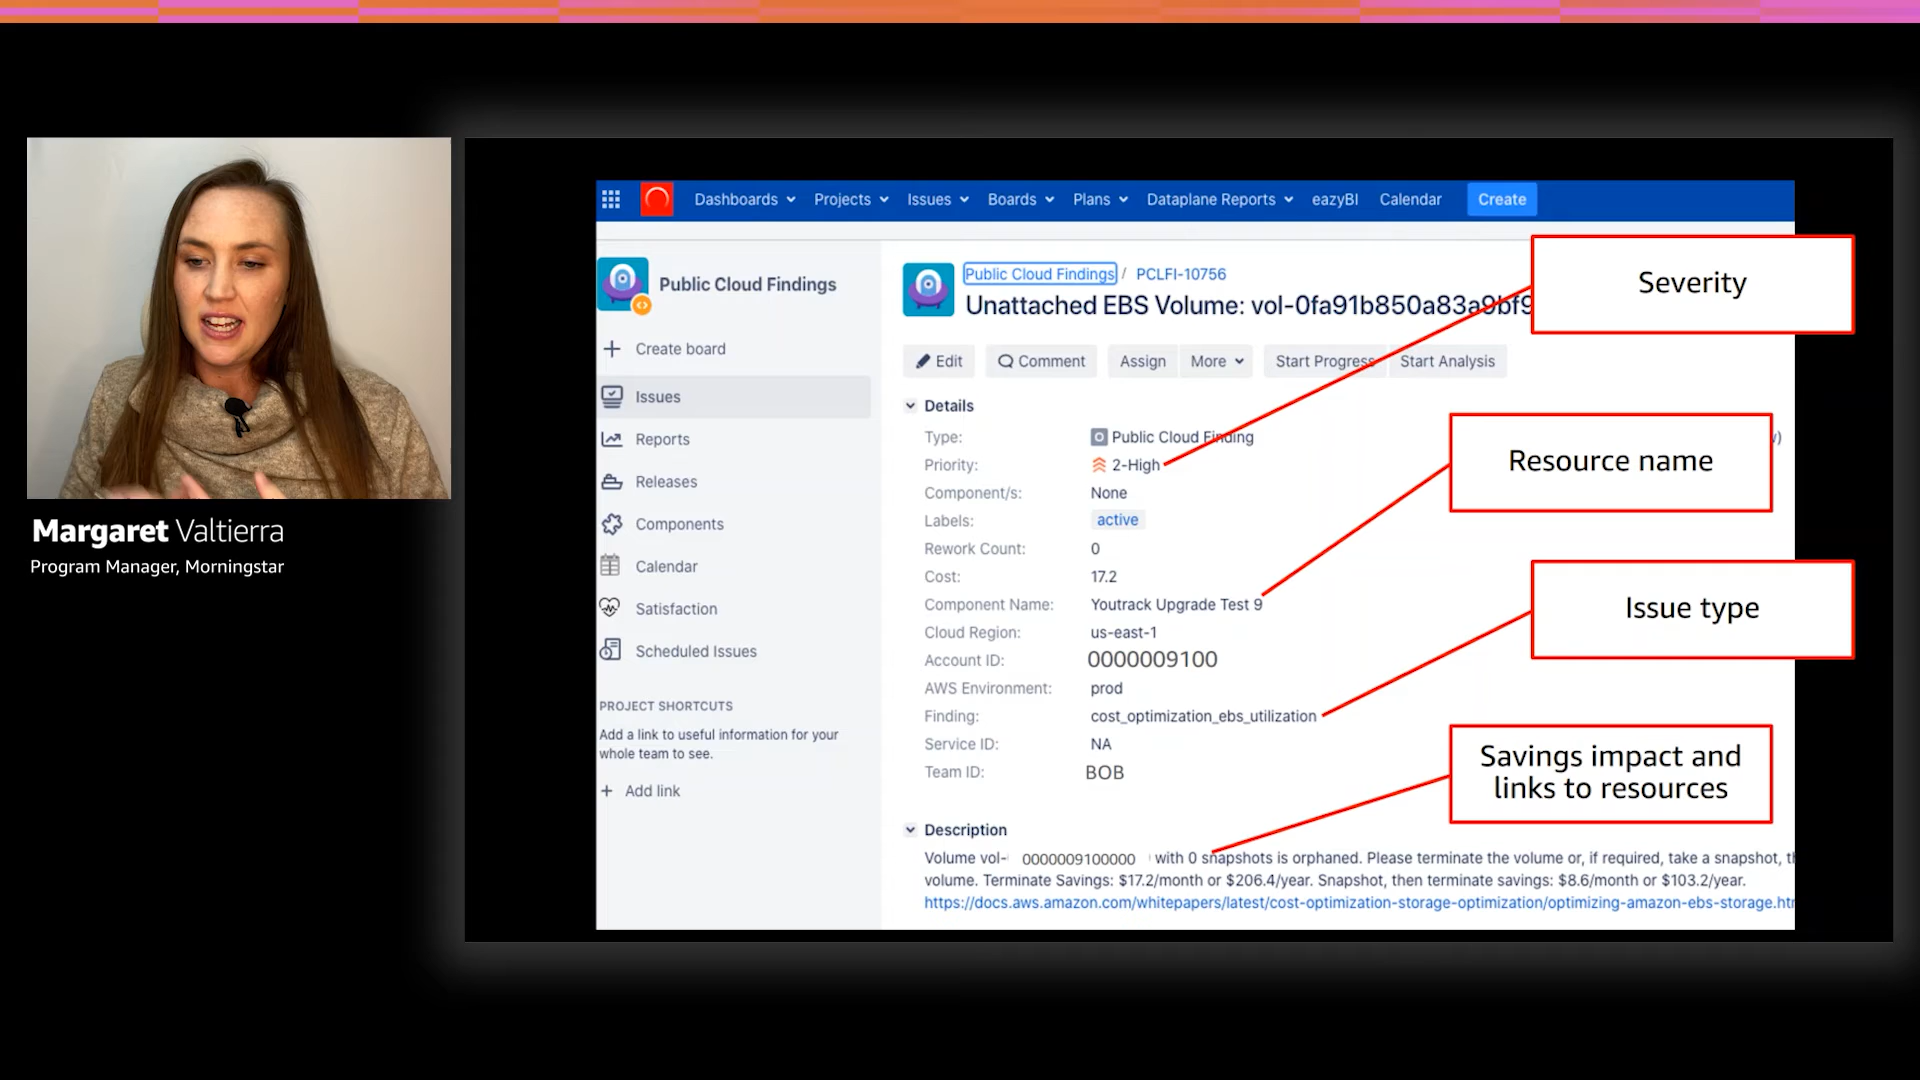 Dashboards Projects Issues Boards Plans Dataplane Reports eazyBI Calendar Create
Public Cloud Findings
Create board
Issues
Reports
Releases
Components
Calendar
Satisfaction
Scheduled Issues
PROJECT SHORTCUTS
Add a link to useful information for your
whole team to see.
+ Add link
Public Cloud Findings / PCLFI-10756
Unattached EBS Volume: vol-0fa91b850a83a9bf9
Edit Comment Assign More Start Progress Start Analysis
Details
Type: Public Cloud Finding
Priority: 2-High
Component/s: None
Labels: active
Rework Count: 0
Cost: 17.2
Component Name: Youtrack Upgrade Test 9
Cloud Region: us-east-1
Account ID: 0000009100
AWS Environment: prod
Finding: cost_optimization_ebs_utilization
Service ID: NA
Team ID: BOB
Description
Volume vol- 0000009100000 with 0 snapshots is orphaned. Please terminate the volume or, if required, take a snapshot,
volume. Terminate Savings: $17.2/month or $206.4/year. Snapshot, then terminate savings: $8.6/month or $103.2/year.
https://docs.aws.amazon.com/whitepapers/latest/cost-optimization-storage-optimization/optimizing-amazon-ebs-storage.htm
Severity
Resource name
Issue type
Savings impact and
links to resources
Margaret Valtierra
Program Manager, Morningstar